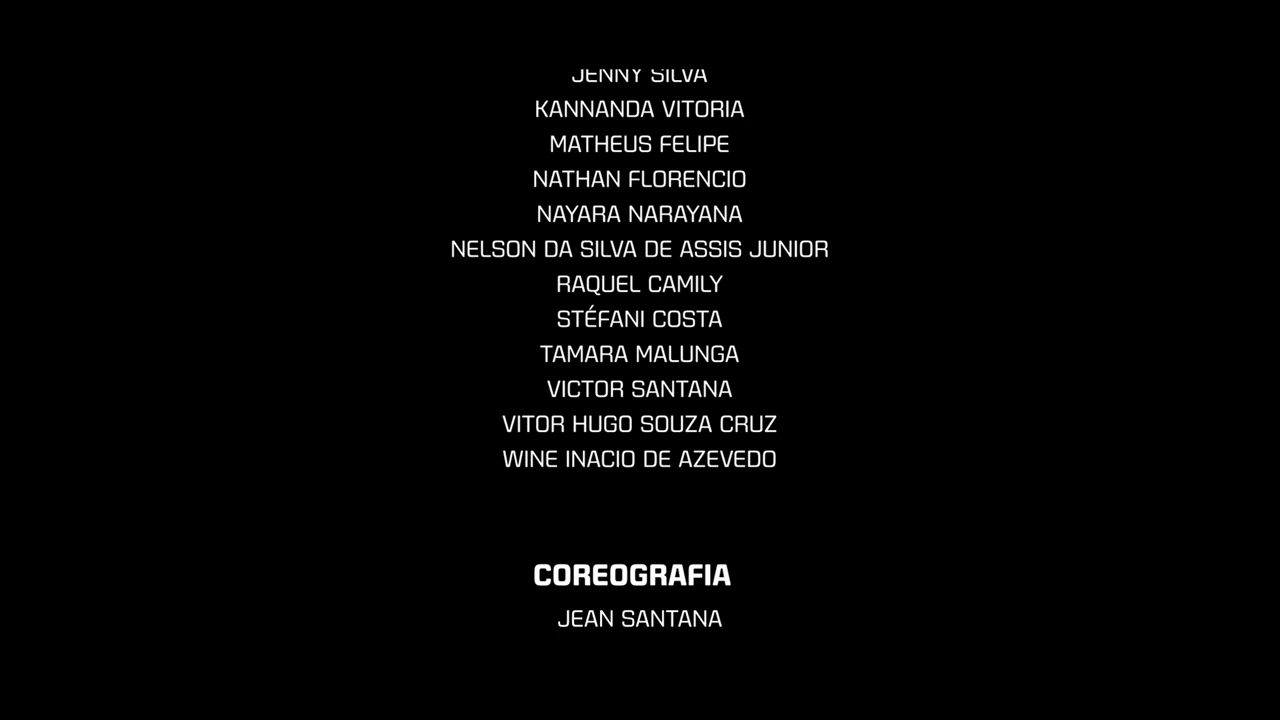 JENNY SILVA
KANNANDA VITORIA
MATHEUS FELIPE
NATHAN FLORENCIO
NAYARA NARAYANA
NELSON DA SILVA DE ASSIS JUNIOR
RAQUEL CAMILY
STÉFANI COSTA
TAMARA MALUNGA
VICTOR SANTANA
VITOR HUGO SOUZA CRUZ
WINE INACIO DE AZEVEDO
COREOGRAFIA
JEAN SANTANA